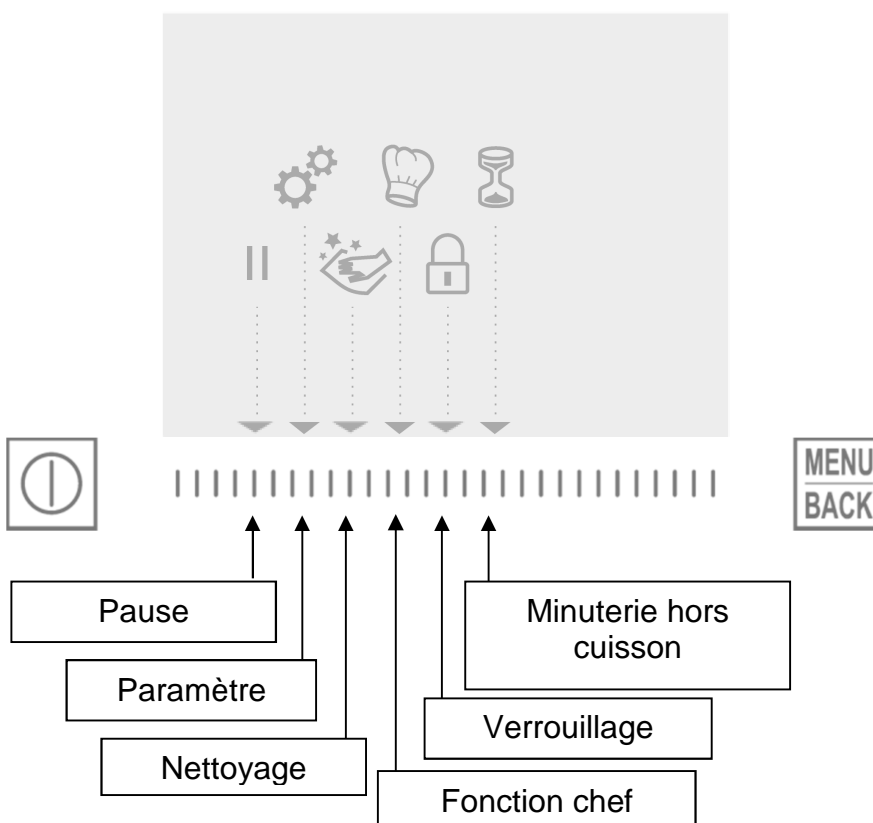 MENU
BACK
Pause
Minuterie hors
cuisson
Paramètre
Verrouillage
Nettoyage
Fonction chef